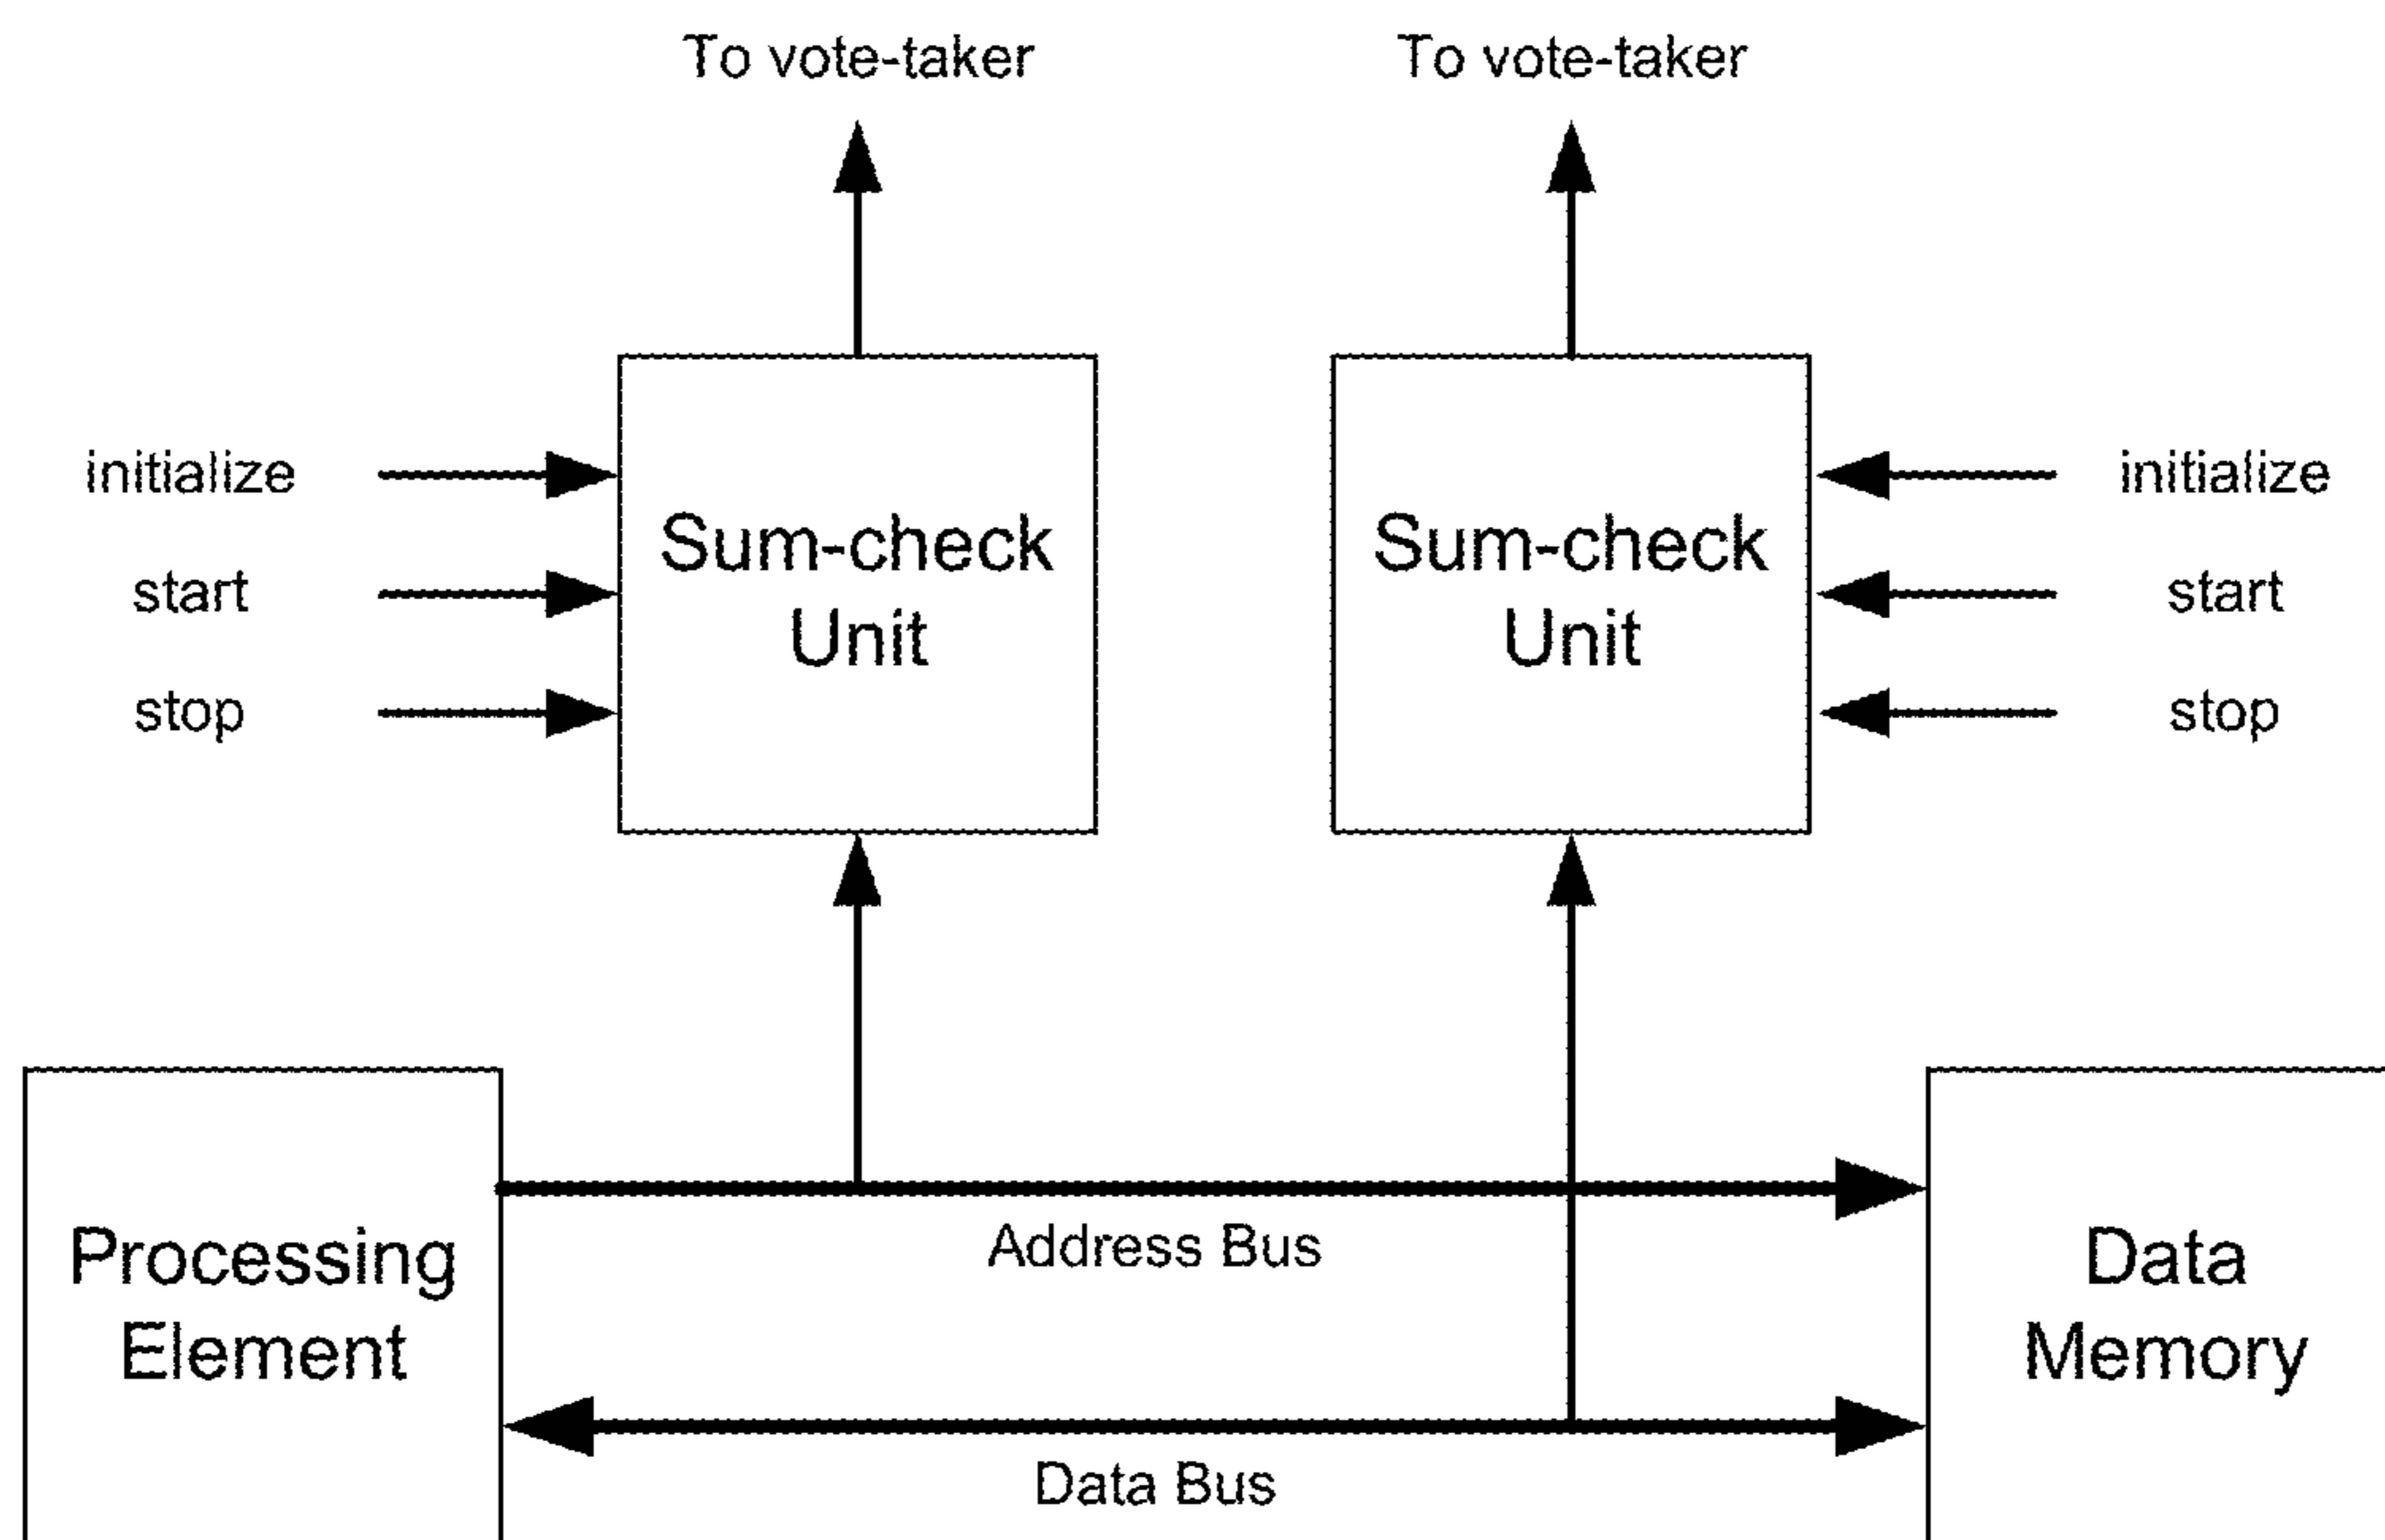 To vote-taker
To vote-taker
initialize
start
stop
Sum-check
Unit
Sum-check
Unit
initialize
start
stop
Processing
Element
Address Bus
Data Bus
Data
Memory